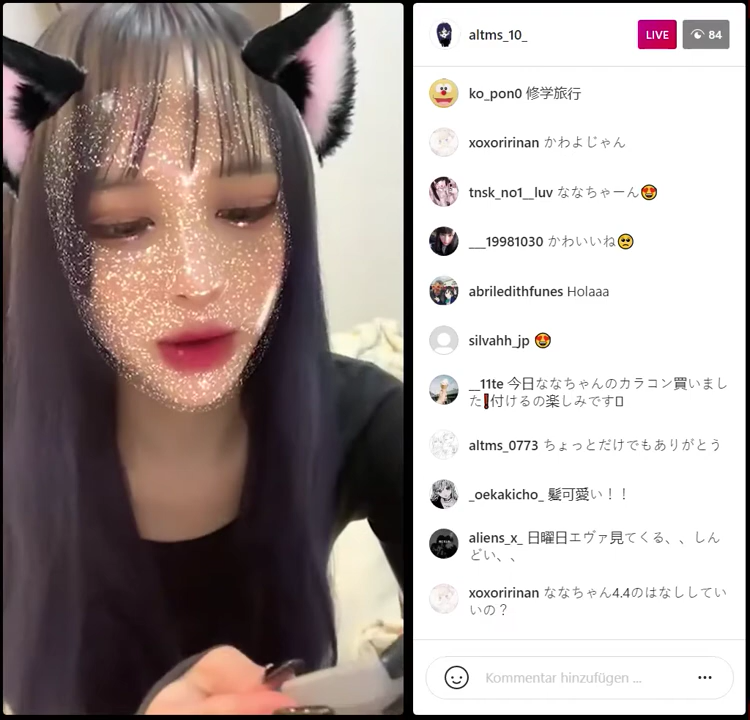 altms_10_
LIVE
84
ko_pon0 修学旅行
xoxoririnan かわよじゃん
tnsk_no1__luv ななちゃーん😍
___19981030 かわいいね🥺
abriledithfunes Holaaa
silvahh_jp 😍
__11te 今日ななちゃんのカラコン買いまし
た❗付けるの楽しみです▯
altms_0773 ちょっとだけでもありがとう
_oekakicho_ 髪可愛い！！
aliens_x_ 日曜日エヴァ見てくる、、しん
どい、、
xoxoririnan ななちゃん4.4のはなししてい
いの？
Kommentar hinzufügen ...